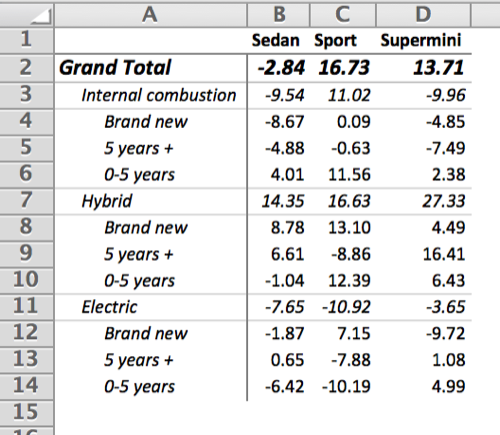 A B C D
1 Sedan Sport Supermini
2 Grand Total -2.84 16.73 13.71
3 Internal combustion -9.54 11.02 -9.96
4 Brand new -8.67 0.09 -4.85
5 5 years + -4.88 -0.63 -7.49
6 0-5 years 4.01 11.56 2.38
7 Hybrid 14.35 16.63 27.33
8 Brand new 8.78 13.10 4.49
9 5 years + 6.61 -8.86 16.41
10 0-5 years -1.04 12.39 6.43
11 Electric -7.65 -10.92 -3.65
12 Brand new -1.87 7.15 -9.72
13 5 years + 0.65 -7.88 1.08
14 0-5 years -6.42 -10.19 4.99
15